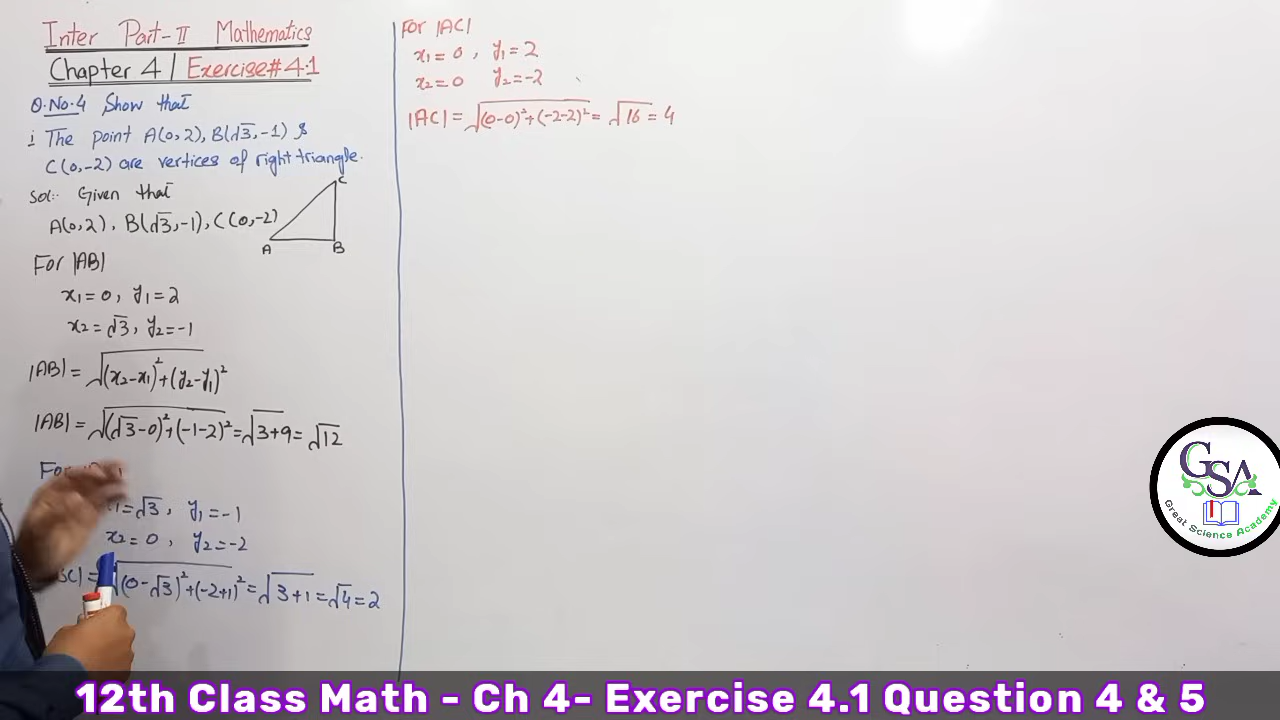 Inter Part-II Mathematics
Chapter 4 | Exercise#4.1
Q.No.4 Show that
i The point A(0,2), B(√3,-1) &
C(0,-2) are vertices of right triangle.
Sol:- Given that
A(0,2), B(√3,-1), C(0,-2)
C
A B
For |AB|
x₁=0, y₁=2
x₂=√3, y₂=-1
|AB| = √(x₂-x₁)²+(y₂-y₁)²
|AB| = √(√3-0)²+(-1-2)² = √3+9 = √12
For
x₁=√3, y₁=-1
x₂=0, y₂=-2
BC| = √(0-√3)²+(-2+1)² = √3+1 = √4 = 2
For |AC|
x₁=0, y₁=2
x₂=0 y₂=-2
|AC| = √(0-0)²+(-2-2)² = √16 = 4
GSA
Great Science Academy
12th Class Math - Ch 4- Exercise 4.1 Question 4 & 5